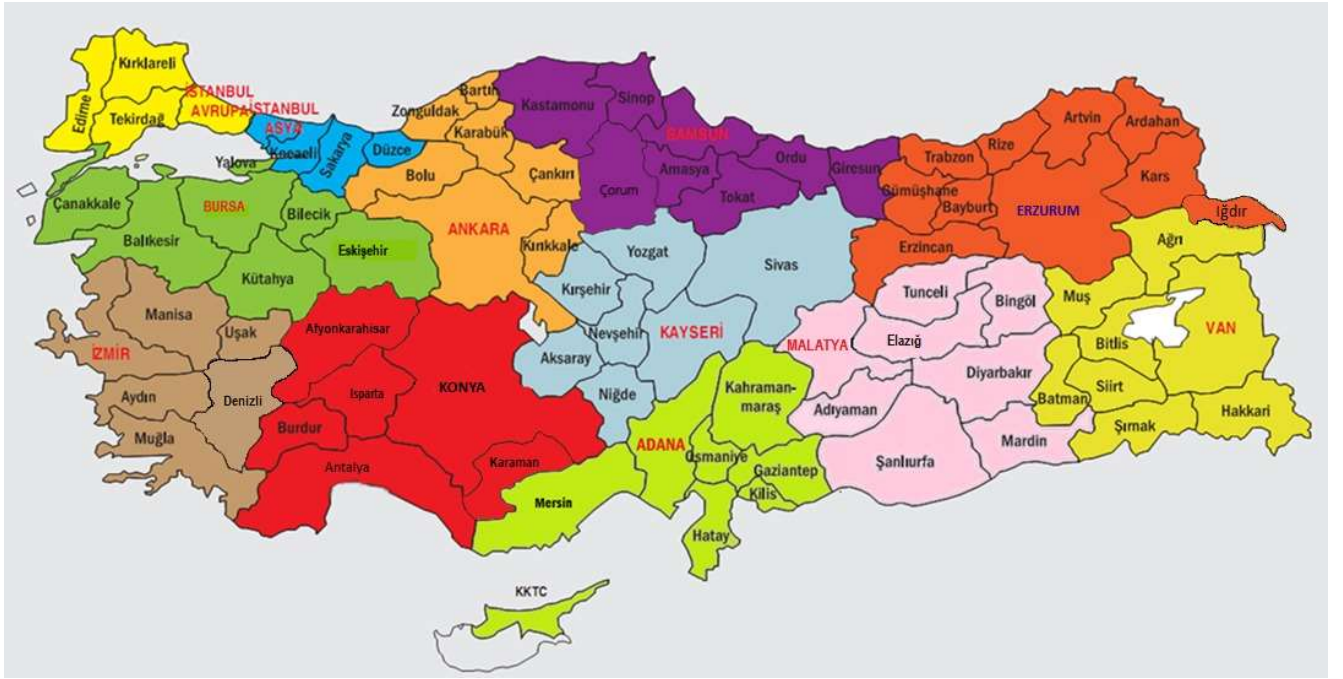 Kırklareli
Edirne
Tekirdağ
İSTANBUL
AVRUPA
İSTANBUL
ASYA
Kocaeli
Yalova
Sakarya
Düzce
Zonguldak
Bartın
Karabük
Bolu
Çankırı
ANKARA
Kırıkkale
Kastamonu
Sinop
SAMSUN
Çorum
Amasya
Tokat
Ordu
Giresun
Trabzon
Rize
Artvin
Ardahan
Kars
Gümüşhane
Bayburt
ERZURUM
Erzincan
Iğdır
Çanakkale
Balıkesir
BURSA
Bilecik
Eskişehir
Kütahya
Manisa
Uşak
İZMİR
Aydın
Denizli
Muğla
Afyonkarahisar
Isparta
Burdur
KONYA
Karaman
Antalya
Yozgat
Sivas
Kırşehir
Nevşehir
KAYSERİ
Aksaray
Niğde
ADANA
Kahraman-
maraş
Osmaniye
Gaziantep
Kilis
Mersin
Hatay
MALATYA
Tunceli
Bingöl
Elazığ
Diyarbakır
Adıyaman
Şanlıurfa
Mardin
Ağrı
Muş
VAN
Bitlis
Siirt
Batman
Şırnak
Hakkari
KKTC